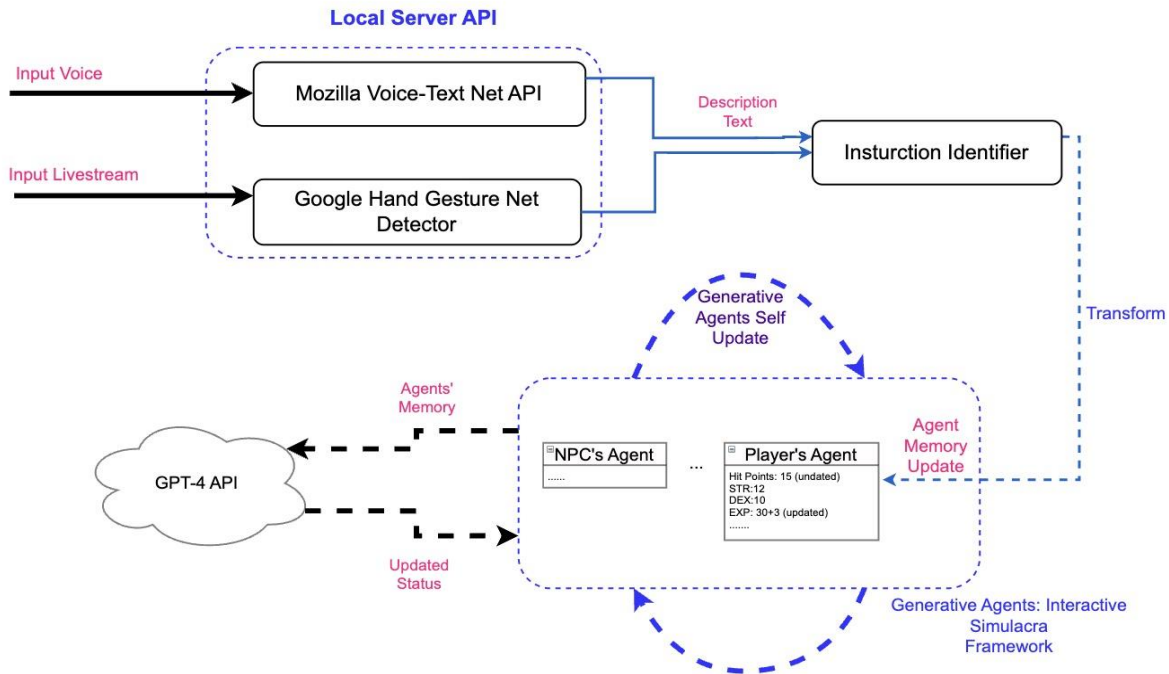 Local Server API
Input Voice
Mozilla Voice-Text Net API
Description
Text
Insturction Identifier
Input Livestream
Google Hand Gesture Net
Detector
Transform
Generative
Agents Self
Update
Agents'
Memory
GPT-4 API
Updated
Status
NPC's Agent
......
...
Player's Agent
Hit Points: 15 (undated)
STR:12
DEX:10
EXP: 30+3 (updated)
.......
Agent
Memory
Update
Generative Agents: Interactive
Simulacra
Framework